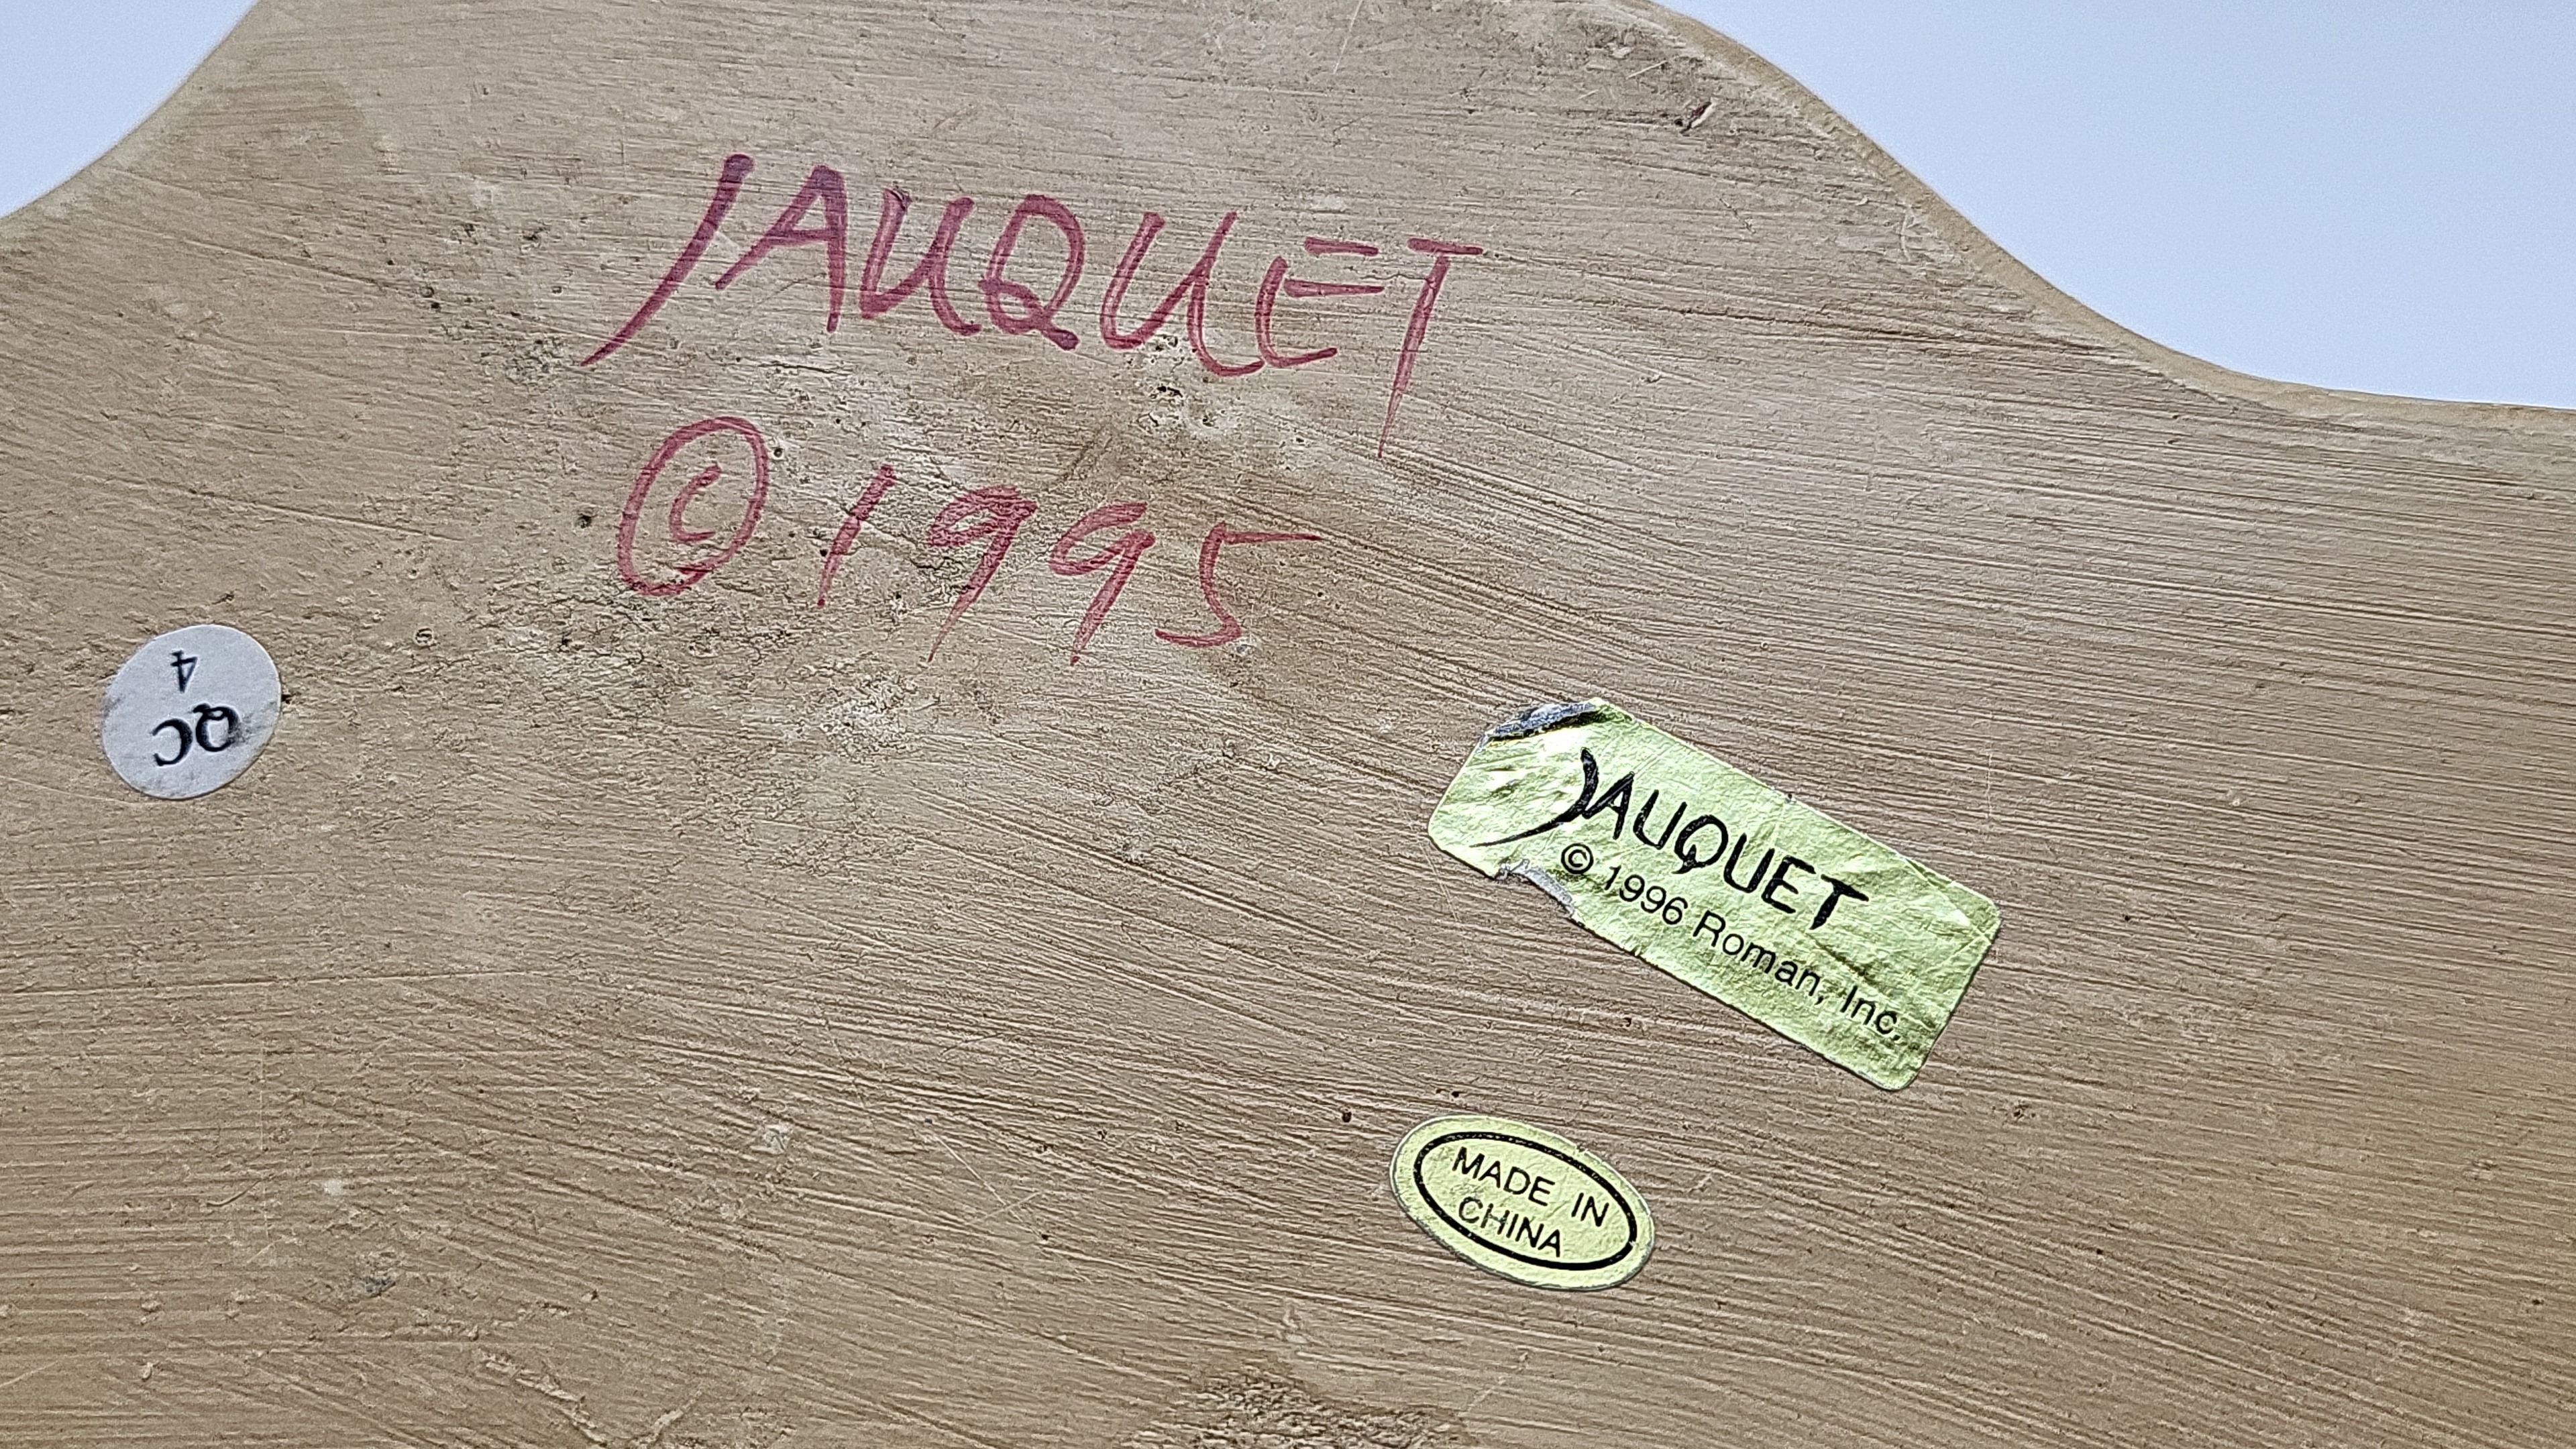 JAUQUET
© 1995
QC
4
JAUQUET
© 1996 Roman, Inc.
MADE IN
CHINA